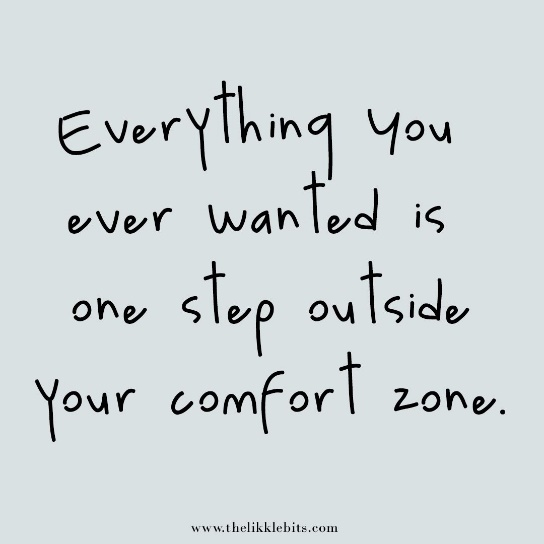 Everything you
ever wanted is
one step outside
your comfort zone.
www.thelikklebits.com